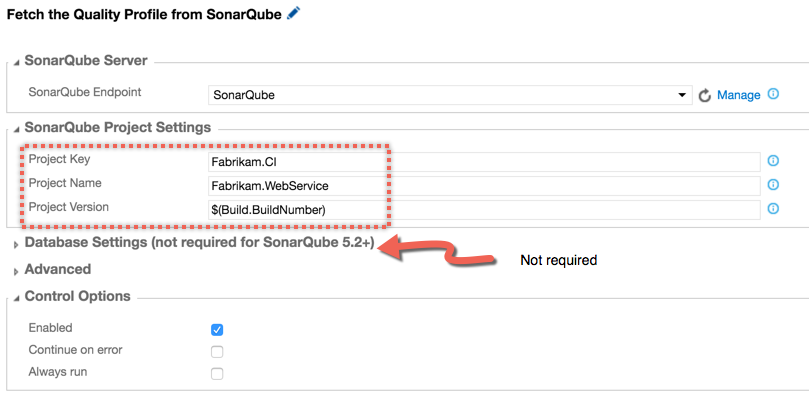 Fetch the Quality Profile from SonarQube
SonarQube Server
SonarQube Endpoint SonarQube Manage
SonarQube Project Settings
Project Key Fabrikam.CI
Project Name Fabrikam.WebService
Project Version $(Build.BuildNumber)
Database Settings (not required for SonarQube 5.2+)
Not required
Advanced
Control Options
Enabled
Continue on error
Always run